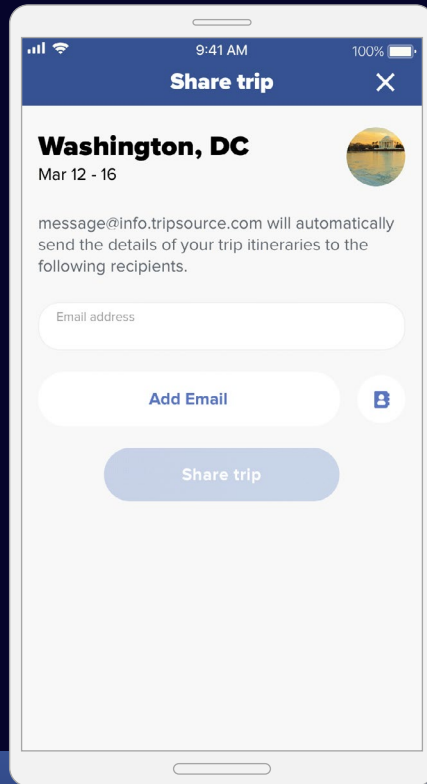 9:41 AM
100%
Share trip
Washington, DC
Mar 12 - 16
message@info.tripsource.com will automatically
send the details of your trip itineraries to the
following recipients.
Email address
Add Email
Share trip